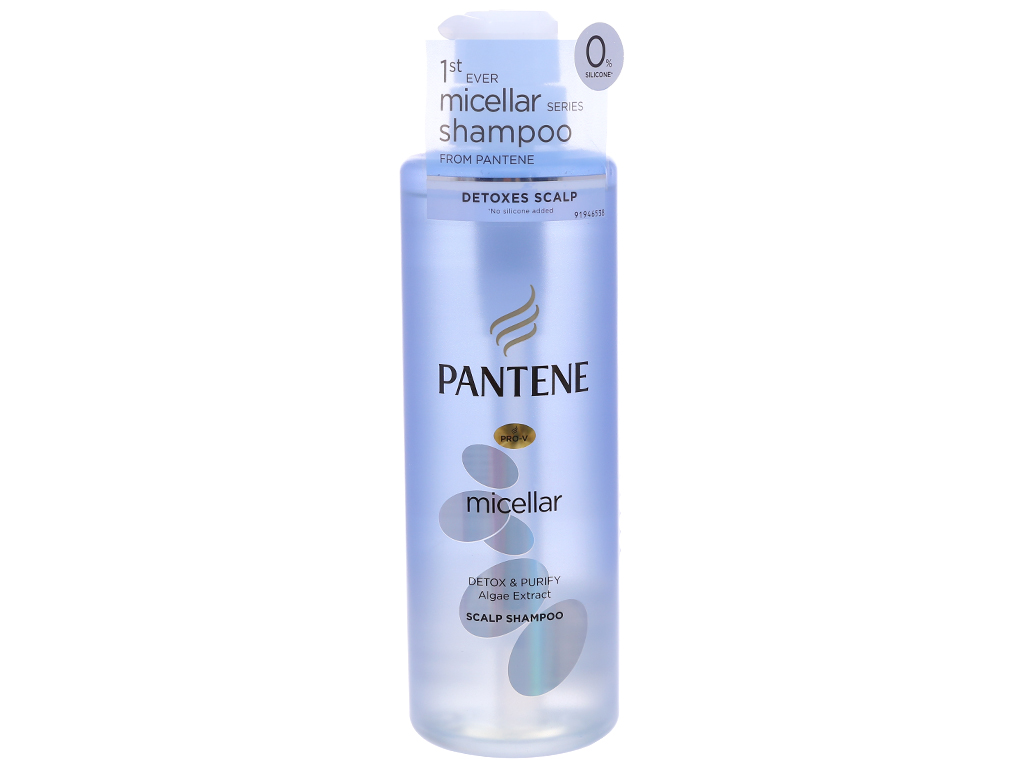 0%
SILICONE*
1st EVER
micellar SERIES
shampoo
FROM PANTENE
DETOXES SCALP
*No silicone added
91946538
PANTENE
PRO-V
micellar
DETOX & PURIFY
Algae Extract
SCALP SHAMPOO